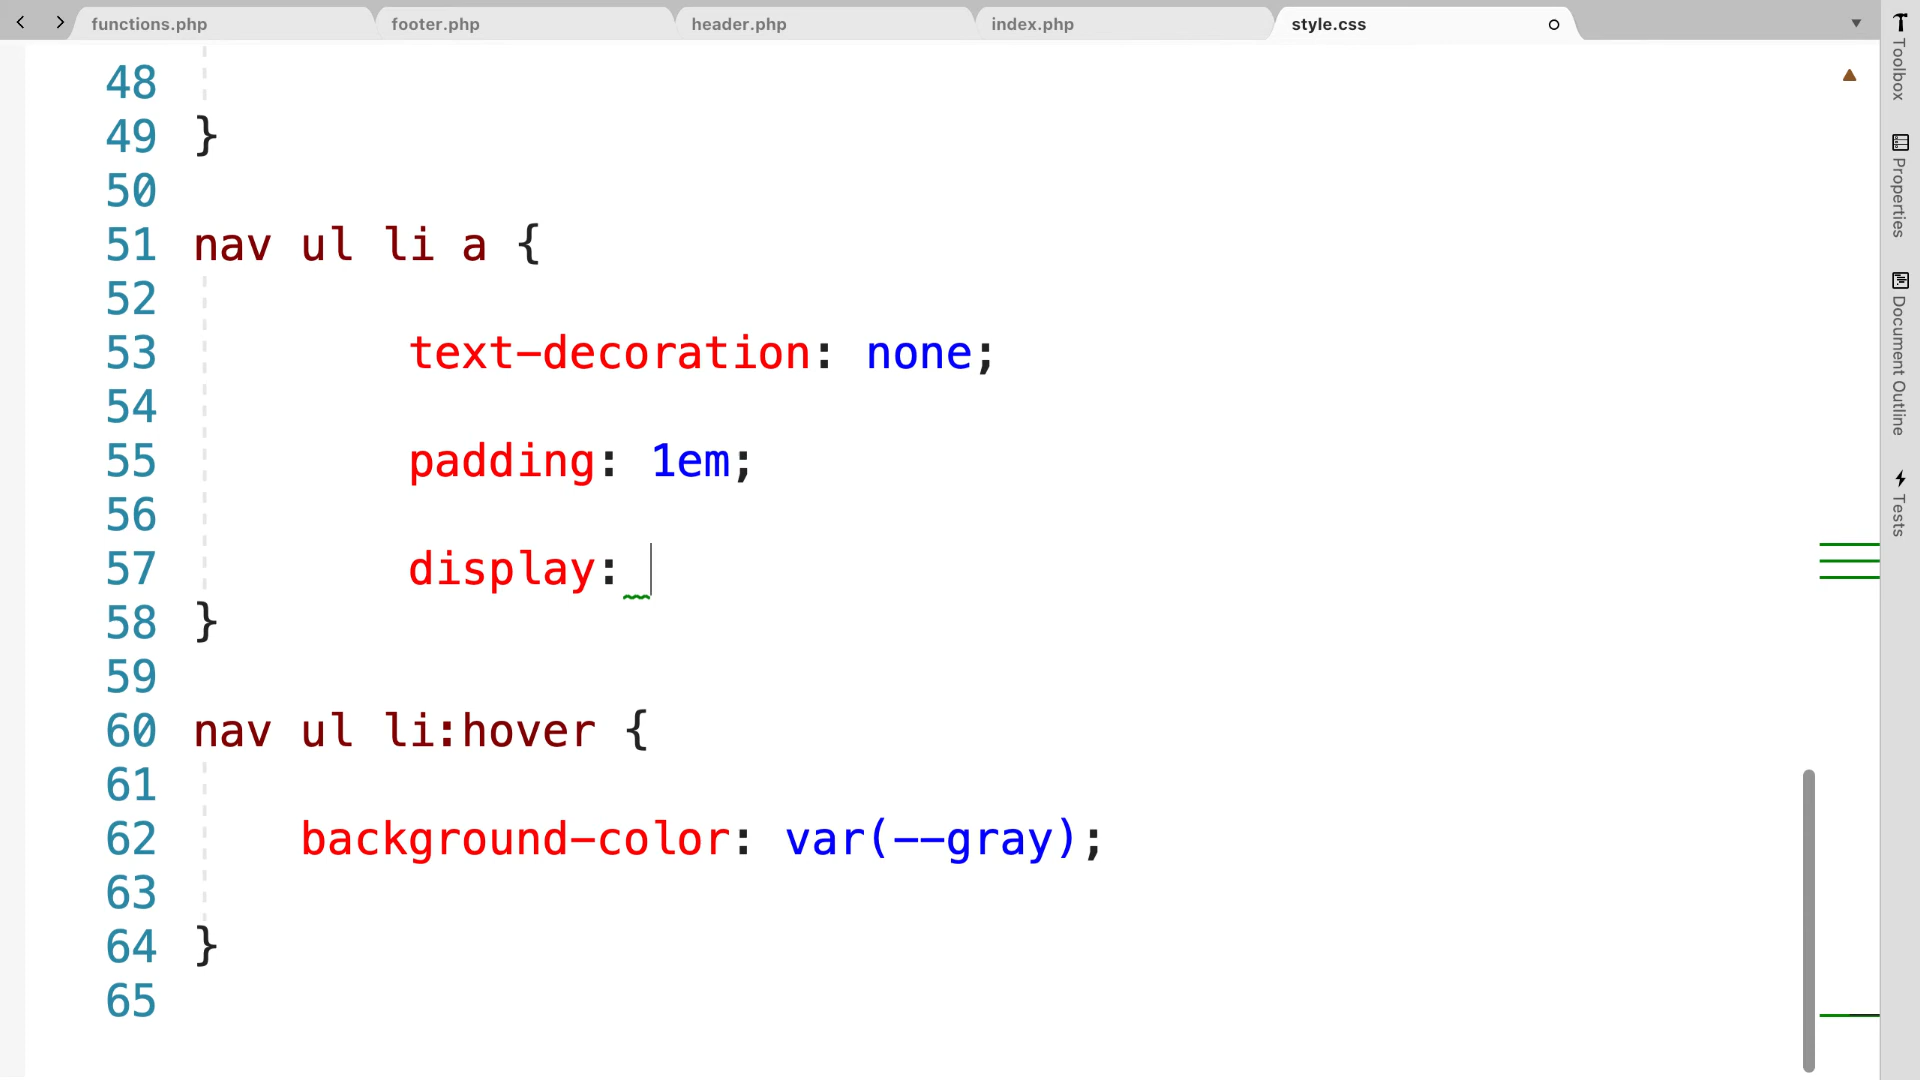 functions.php
footer.php
header.php
index.php
style.css
48
49 }
50
51 nav ul li a {
52
53 text-decoration: none;
54
55 padding: 1em;
56
57 display:
58 }
59
60 nav ul li:hover {
61
62 background-color: var(--gray);
63
64 }
65
Toolbox
Properties
Document Outline
Tests